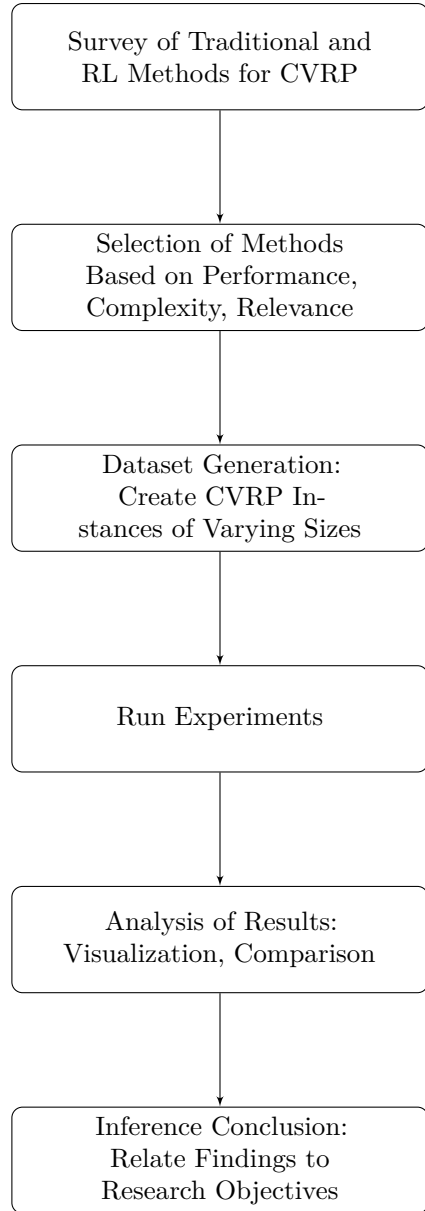 Survey of Traditional and
RL Methods for CVRP
Selection of Methods
Based on Performance,
Complexity, Relevance
Dataset Generation:
Create CVRP In-
stances of Varying Sizes
Run Experiments
Analysis of Results:
Visualization, Comparison
Inference Conclusion:
Relate Findings to
Research Objectives